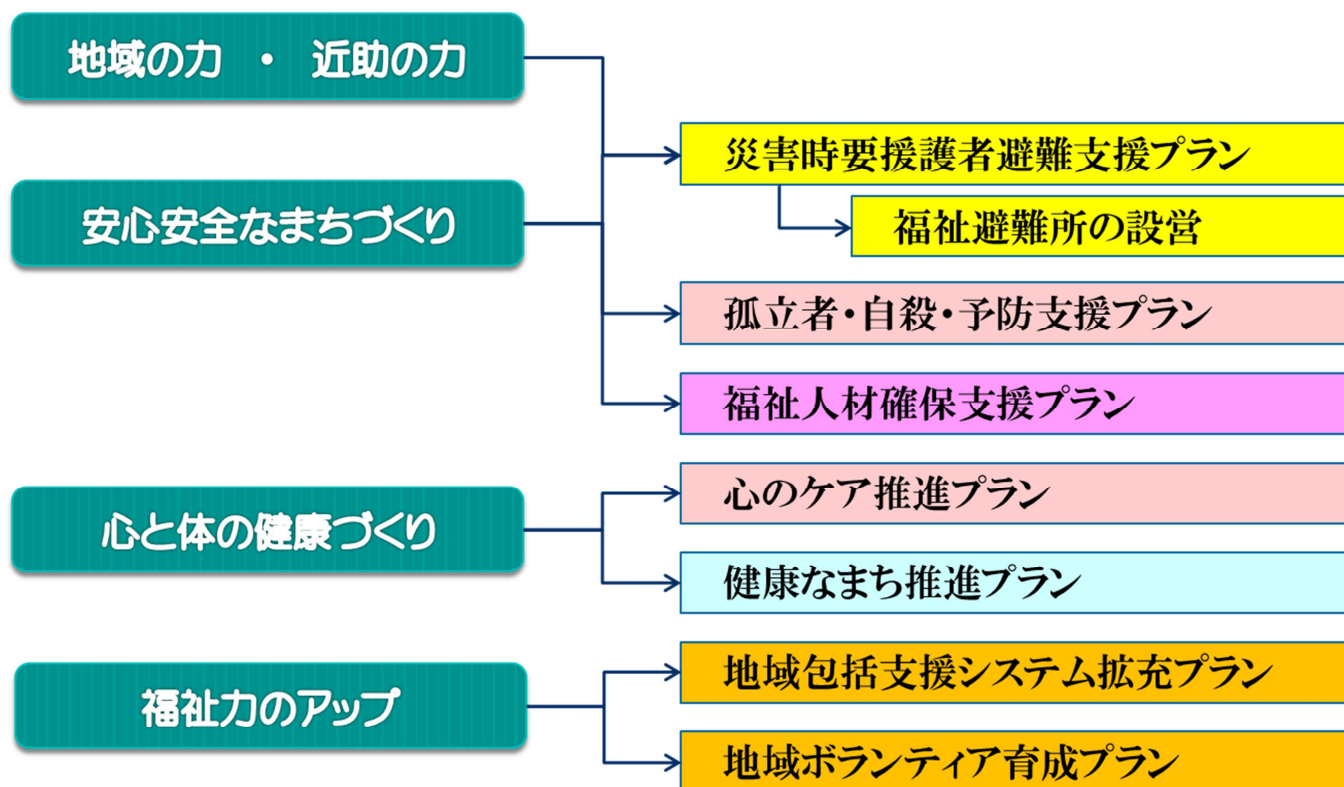 地域の力 ・ 近助の力
安心安全なまちづくり
災害時要援護者避難支援プラン
福祉避難所の設営
孤立者・自殺・予防支援プラン
福祉人材確保支援プラン
心と体の健康づくり
心のケア推進プラン
健康なまち推進プラン
福祉力のアップ
地域包括支援システム拡充プラン
地域ボランティア育成プラン